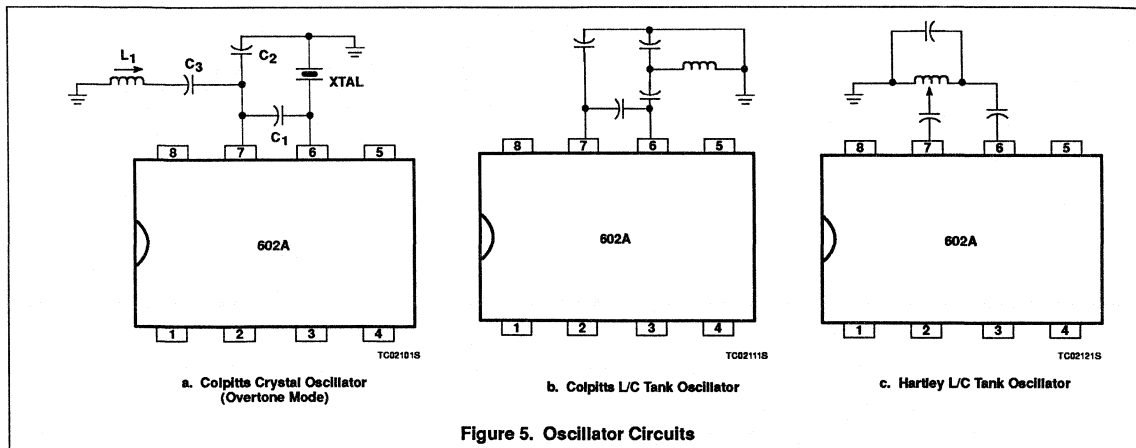 L1
C3
C2
XTAL
C1
8 7 6 5
602A
1 2 3 4
TC02101S
a. Colpitts Crystal Oscillator
(Overtone Mode)
8 7 6 5
602A
1 2 3 4
TC02111S
b. Colpitts L/C Tank Oscillator
8 7 6 5
602A
1 2 3 4
TC02121S
c. Hartley L/C Tank Oscillator
Figure 5. Oscillator Circuits